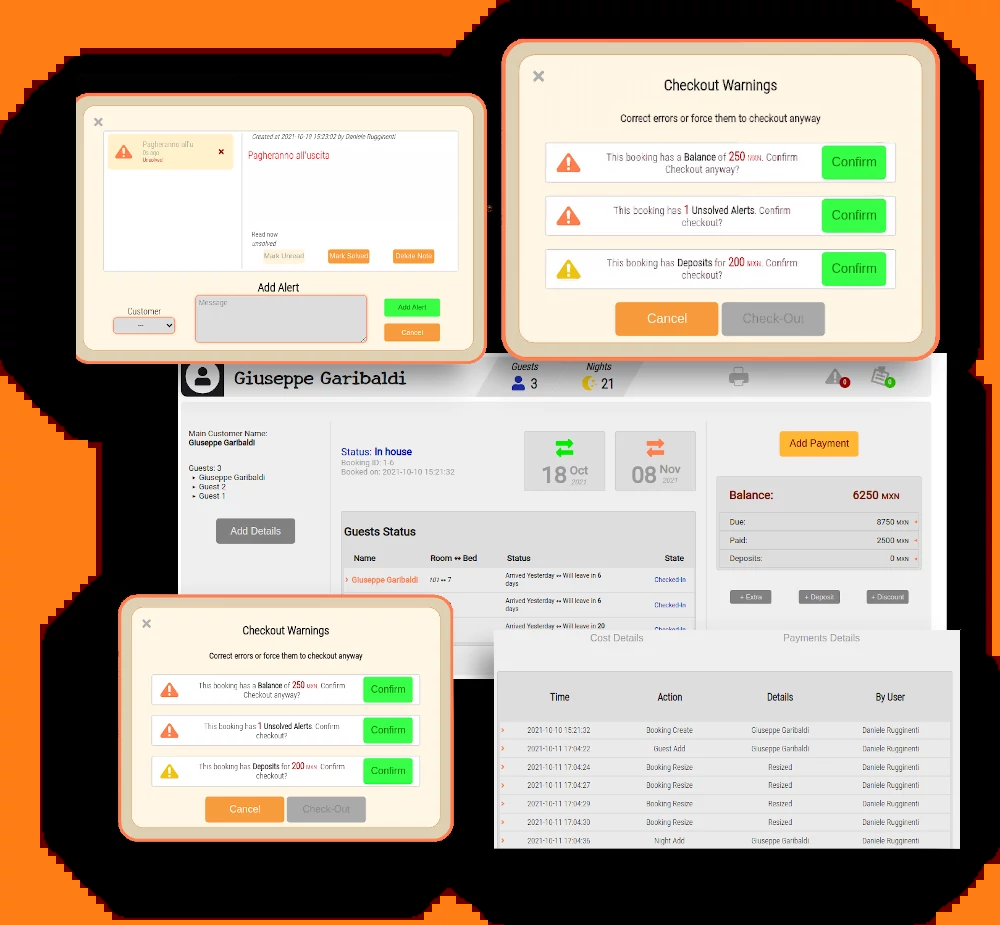 Pagheranno all'u
0s ago
Unsolved
Created at 2021-10-19 15:23:02 by Daniele Rugginenti
Pagheranno all'uscita
Read now
unsolved
Mark Unread
Mark Solved
Delete Note
Add Alert
Customer
---
Message
Add Alert
Cancel
Checkout Warnings
Correct errors or force them to checkout anyway
This booking has a Balance of 250 MXN. Confirm
Checkout anyway?
Confirm
This booking has 1 Unsolved Alerts. Confirm
checkout?
Confirm
This booking has Deposits for 200 MXN. Confirm
checkout?
Confirm
Cancel
Check-Out
Giuseppe Garibaldi
Guests
3
Nights
21
0
0
Main Customer Name:
Giuseppe Garibaldi
Guests: 3
Giuseppe Garibaldi
Guest 2
Guest 1
Add Details
Status: In house
Booking ID: 1-6
Booked on: 2021-10-10 15:21:32
18 Oct 2021
08 Nov 2021
Guests Status
Name Room ↔ Bed Status State
Giuseppe Garibaldi 101 ↔ 7 Arrived Yesterday ↔ Will leave in 6
days Checked-In
Arrived Yesterday ↔ Will leave in 6
days Checked-In
Arrived Yesterday ↔ Will leave in 20
Checked-In
Add Payment
Balance: 6250 MXN
Due: 8750 MXN
Paid: 2500 MXN
Deposits: 0 MXN
+ Extra
+ Deposit
+ Discount
Checkout Warnings
Correct errors or force them to checkout anyway
This booking has a Balance of 250 MXN. Confirm
Checkout anyway?
Confirm
This booking has 1 Unsolved Alerts. Confirm
checkout?
Confirm
This booking has Deposits for 200 MXN. Confirm
checkout?
Confirm
Cancel
Check-Out
Cost Details
Payments Details
Time Action Details By User
2021-10-10 15:21:32 Booking Create Giuseppe Garibaldi Daniele Rugginenti
2021-10-11 17:04:22 Guest Add Giuseppe Garibaldi Daniele Rugginenti
2021-10-11 17:04:24 Booking Resize Resized Daniele Rugginenti
2021-10-11 17:04:27 Booking Resize Resized Daniele Rugginenti
2021-10-11 17:04:29 Booking Resize Resized Daniele Rugginenti
2021-10-11 17:04:30 Booking Resize Resized Daniele Rugginenti
2021-10-11 17:04:35 Night Add Giuseppe Garibaldi Daniele Rugginenti